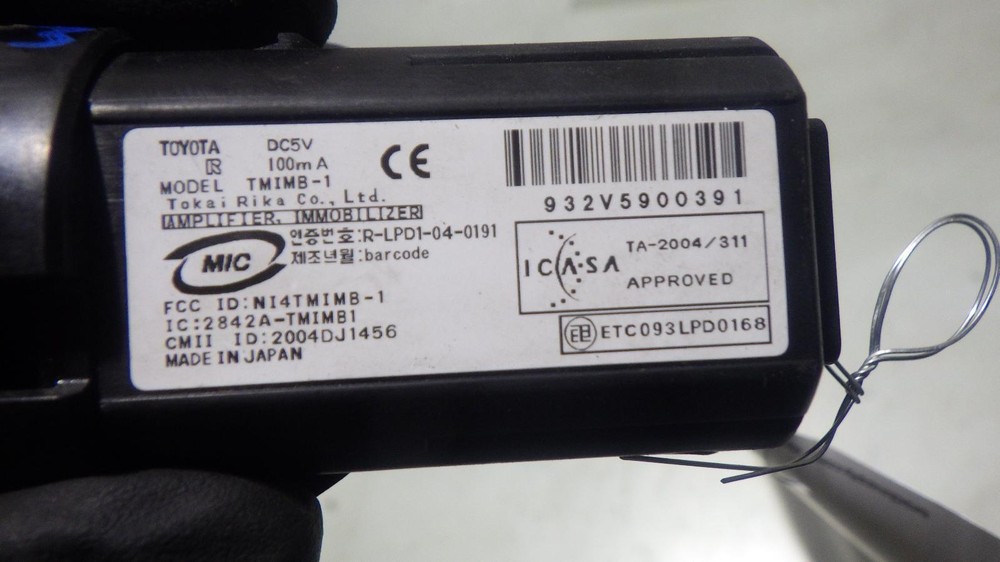 TOYOTA DC5V
R 100mA
CE
MODEL TMIMB-1
Tokai Rika Co., Ltd.
AMPLIFIER, IMMOBILIZER
MIC
인증번호:R-LPD1-04-0191
제조년월:barcode
FCC ID:NI4TMIMB-1
IC:2842A-TMIMB1
CMII ID:2004DJ1456
MADE IN JAPAN
932V5900391
ICASA
TA-2004/311
APPROVED
ETC093LPD0168